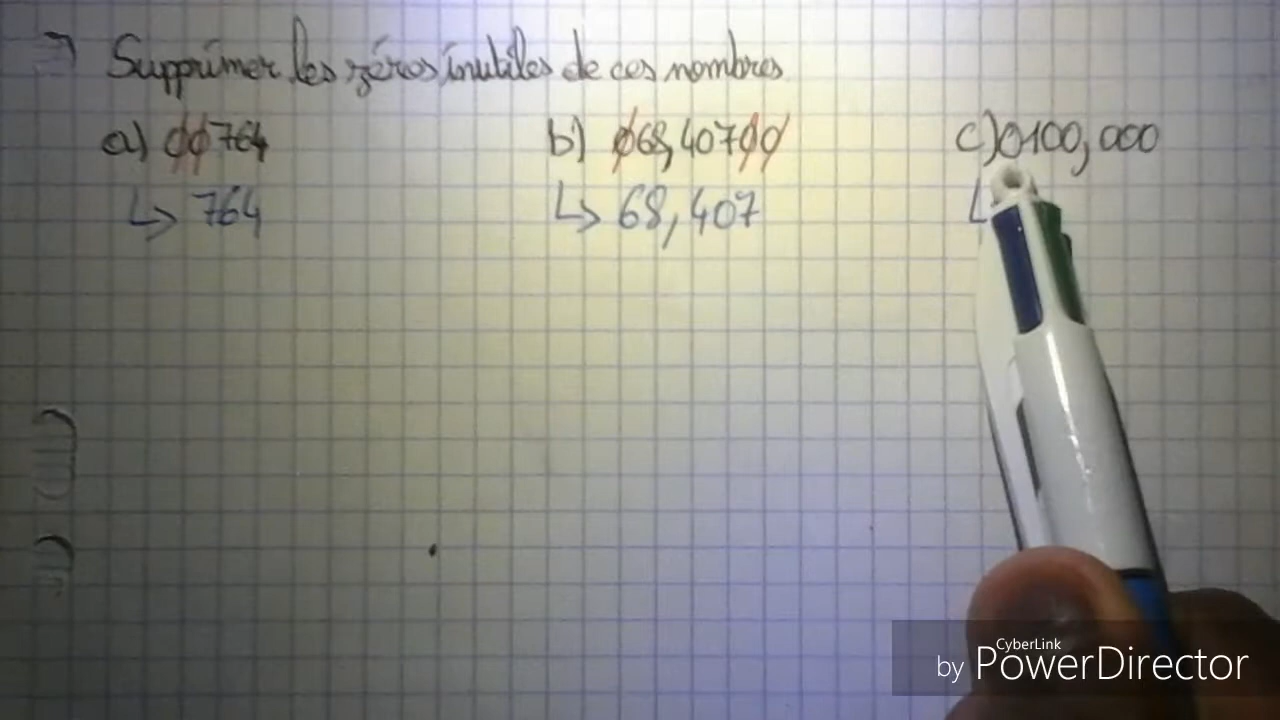 Supprimer les zéros inutiles de ces nombres
a) 00764 b) 068,40700 c) 0100,000
↳ 764 ↳ 68,407
CyberLink
by PowerDirector